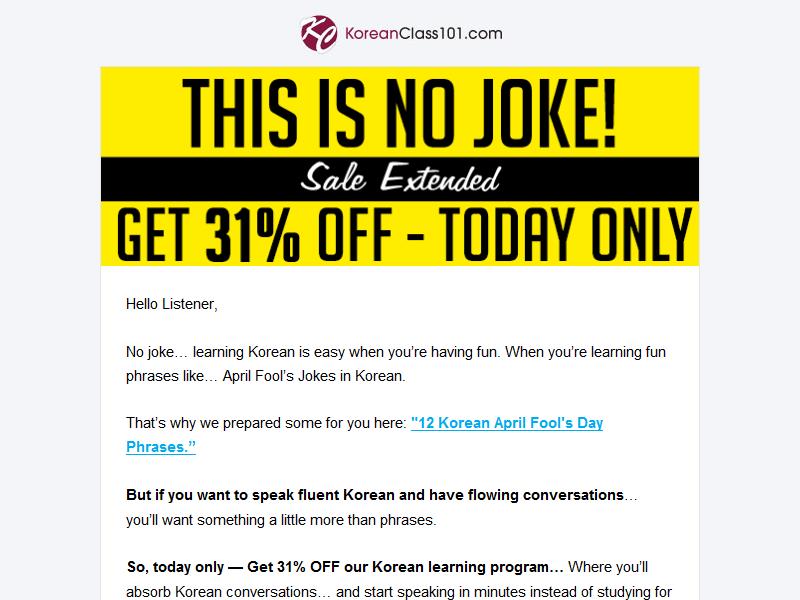 KoreanClass101.com
THIS IS NO JOKE!
Sale Extended
GET 31% OFF - TODAY ONLY
Hello Listener,
No joke… learning Korean is easy when you’re having fun. When you’re learning fun
phrases like… April Fool’s Jokes in Korean.
That’s why we prepared some for you here: "12 Korean April Fool's Day
Phrases.”
But if you want to speak fluent Korean and have flowing conversations…
you’ll want something a little more than phrases.
So, today only — Get 31% OFF our Korean learning program… Where you’ll
absorb Korean conversations… and start speaking in minutes instead of studying for